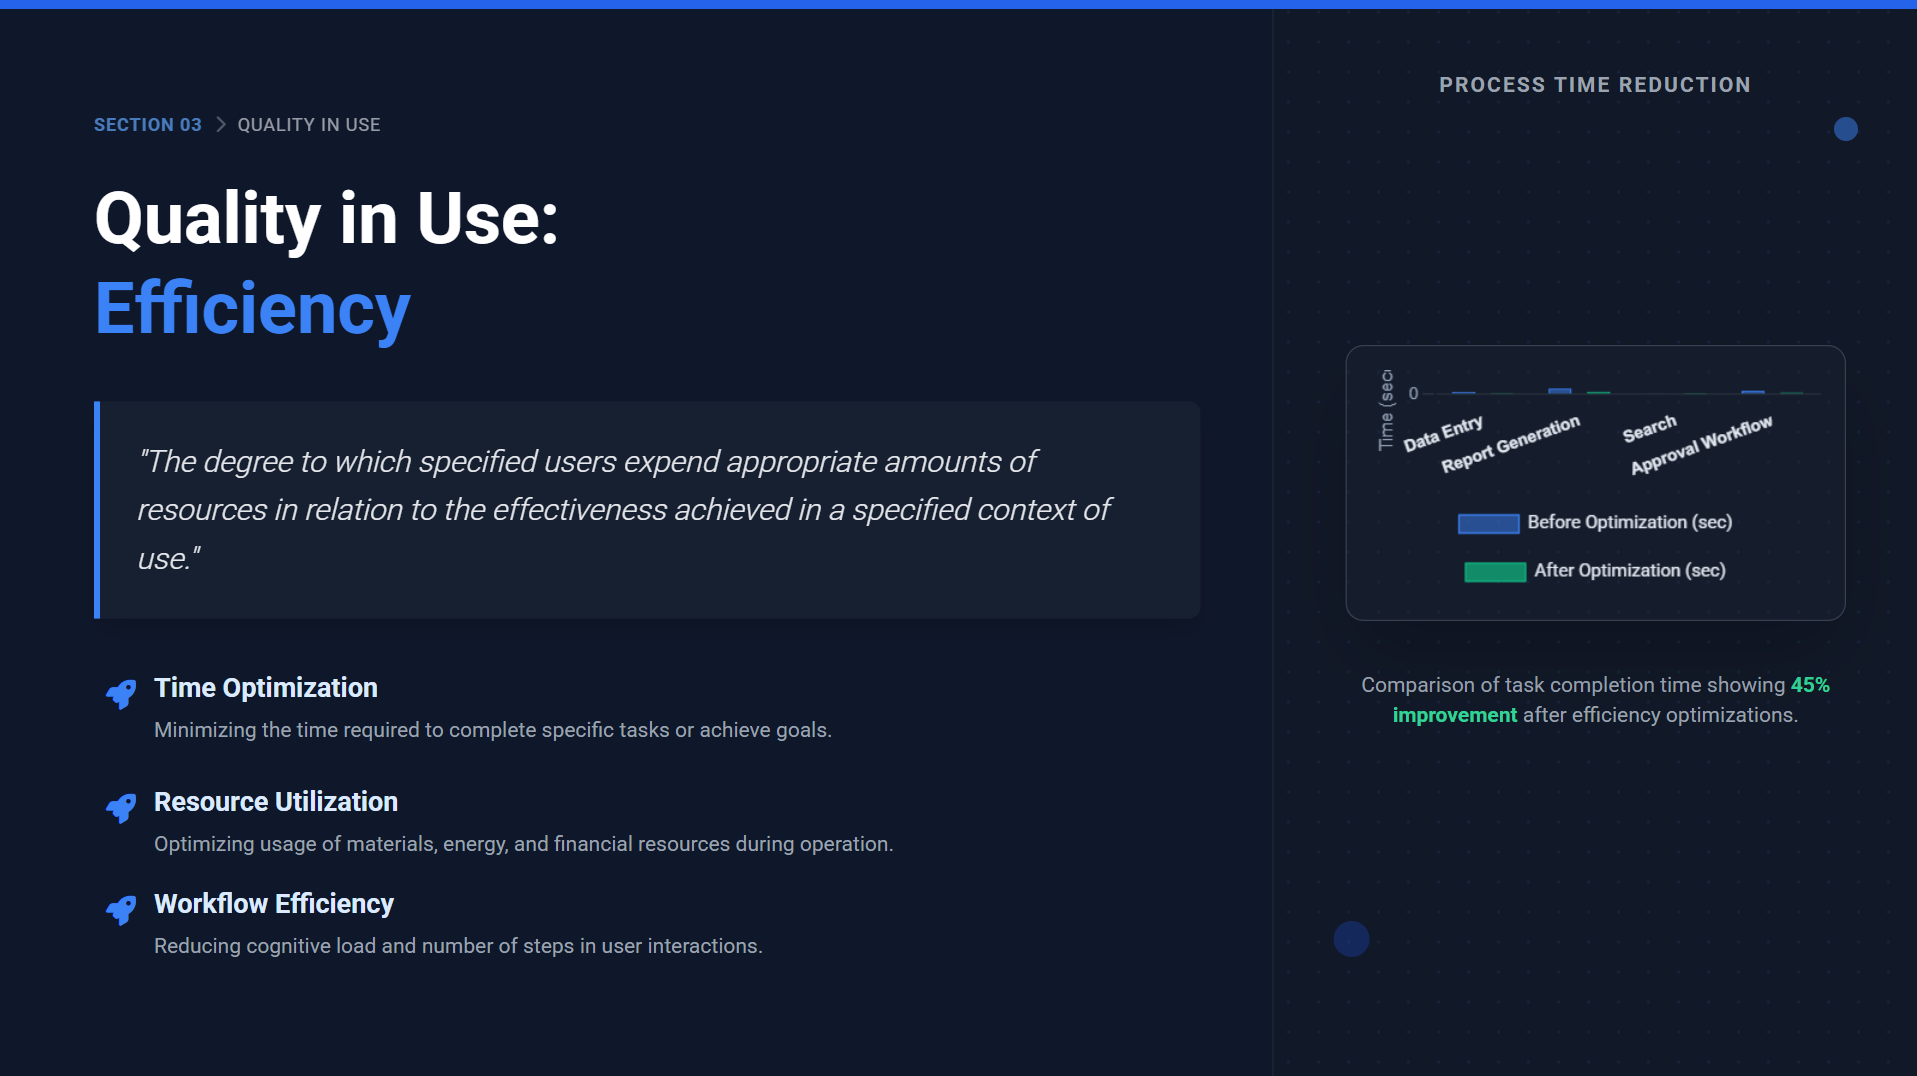 SECTION 03 > QUALITY IN USE
Quality in Use:
Efficiency
"The degree to which specified users expend appropriate amounts of
resources in relation to the effectiveness achieved in a specified context of
use."
Time Optimization
Minimizing the time required to complete specific tasks or achieve goals.
Resource Utilization
Optimizing usage of materials, energy, and financial resources during operation.
Workflow Efficiency
Reducing cognitive load and number of steps in user interactions.
PROCESS TIME REDUCTION
Time (sec
0
Data Entry
Report Generation
Search
Approval Workflow
Before Optimization (sec)
After Optimization (sec)
Comparison of task completion time showing 45%
improvement after efficiency optimizations.